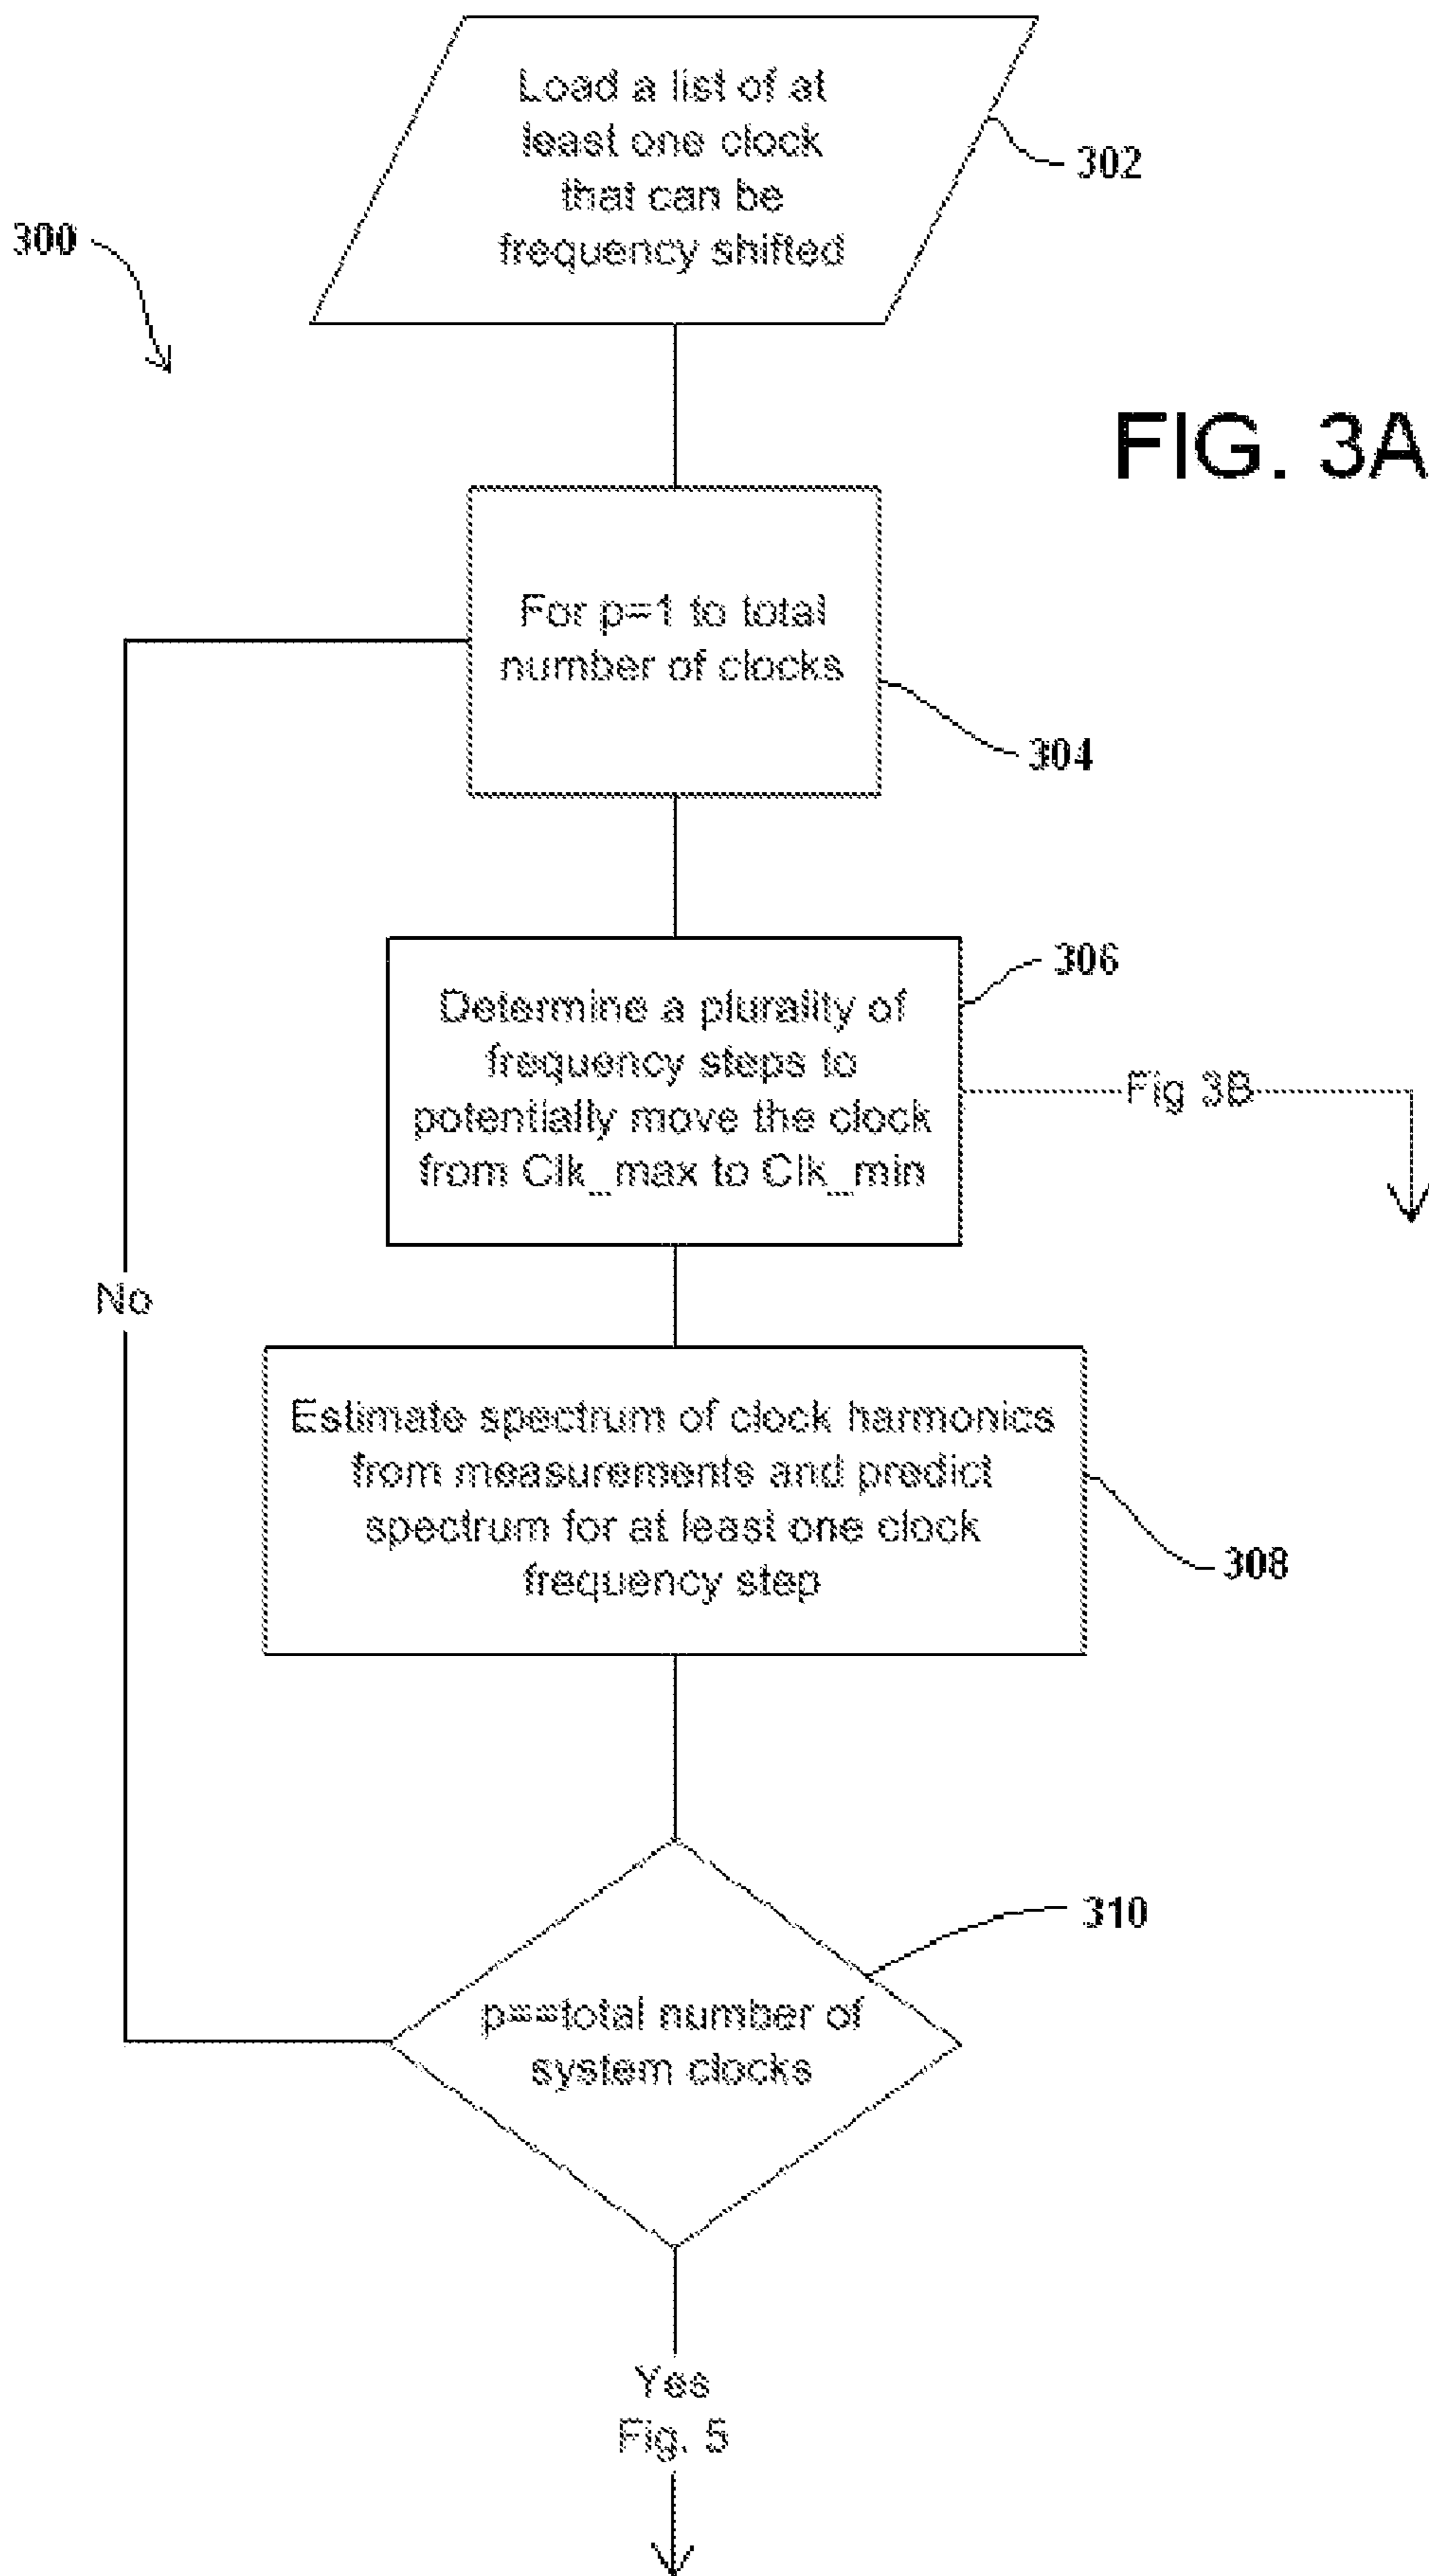 Load a list of at
least one clock
that can be
frequency shifted
302
300
FIG. 3A
For p=1 to total
number of clocks
304
306
Determine a plurality of
frequency steps to
potentially move the clock
from Clk_max to Clk_min
Fig 3B
No
Estimate spectrum of clock harmonics
from measurements and predict
spectrum for at least one clock
frequency step
308
310
p==total number of
system clocks
Yes
Fig. 5